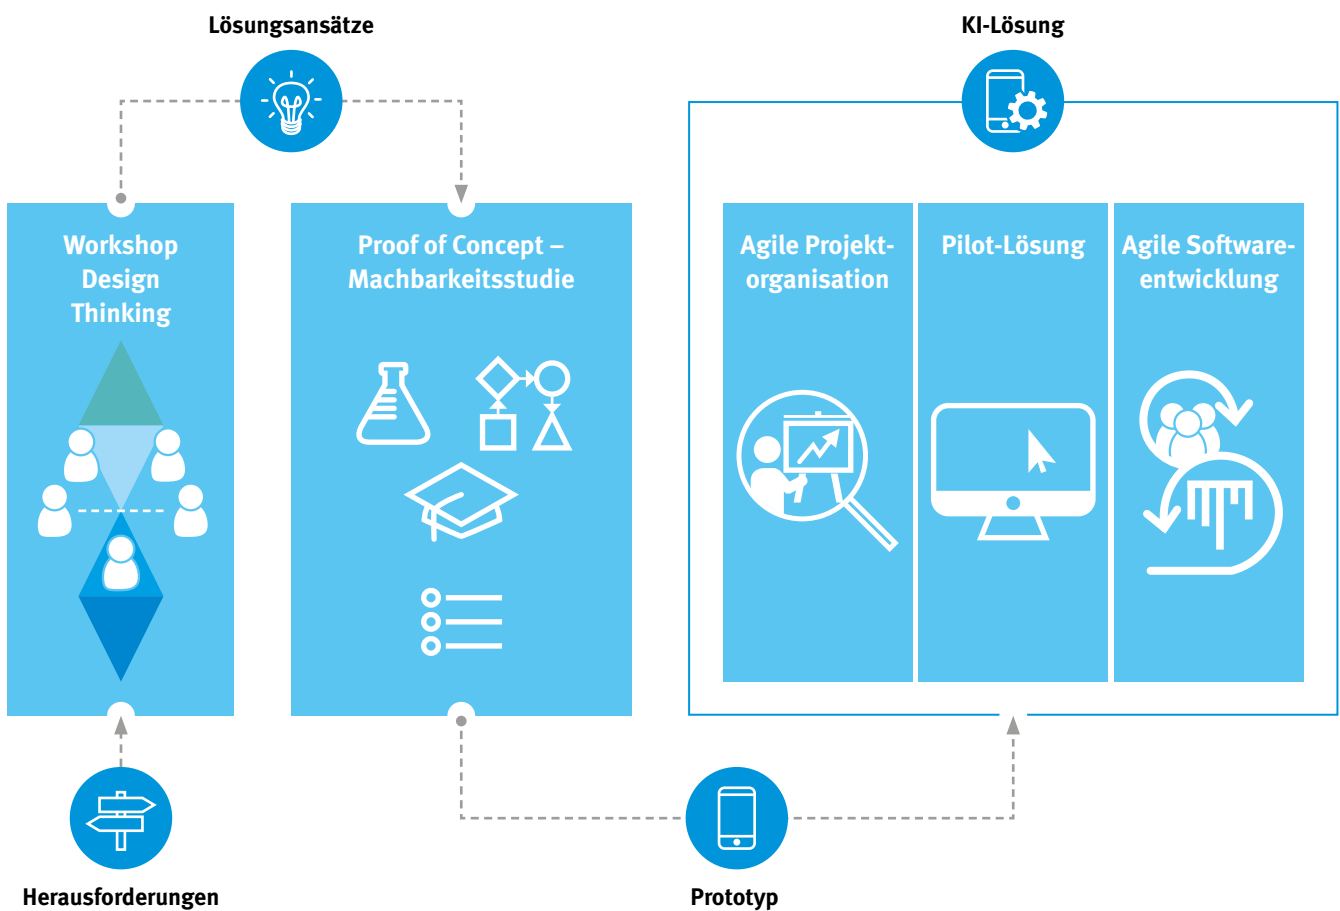 Lösungsansätze
KI-Lösung
Workshop
Design
Thinking
Proof of Concept –
Machbarkeitsstudie
Agile Projekt-
organisation
Pilot-Lösung
Agile Software-
entwicklung
Herausforderungen
Prototyp